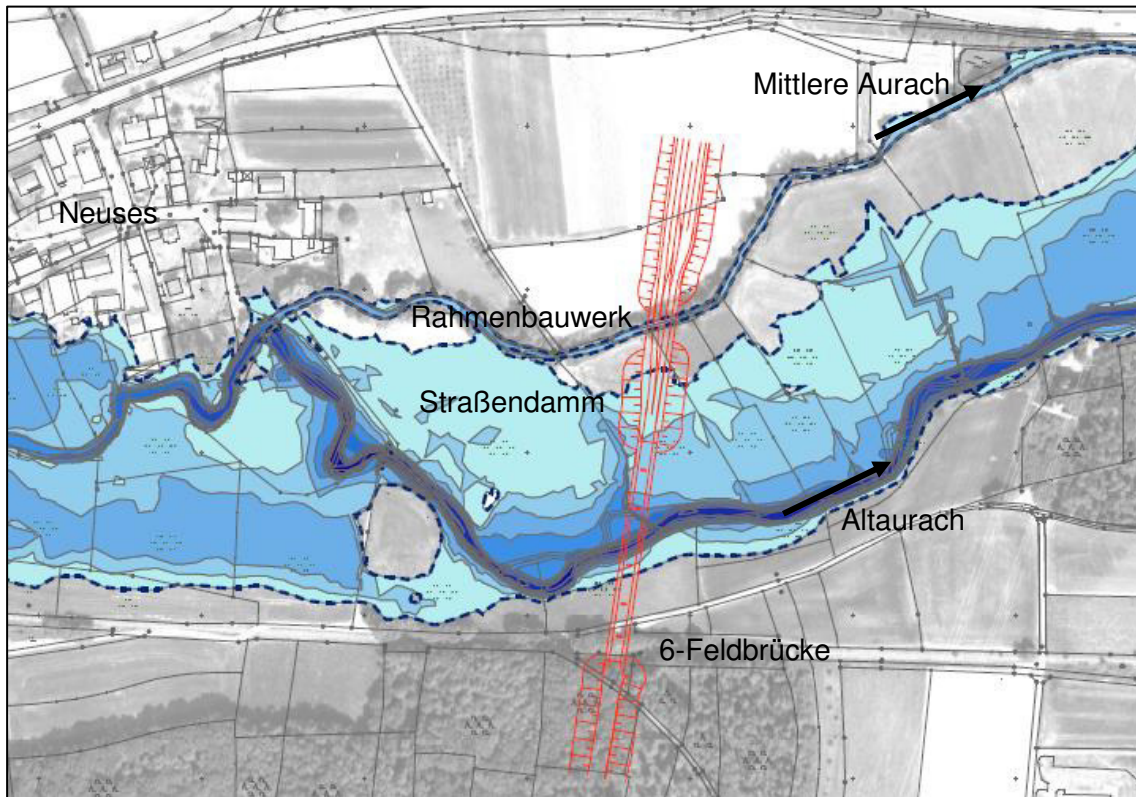 Mittlere Aurach
Neuses
Rahmenbauwerk
Straßendamm
Altaurach
6-Feldbrücke